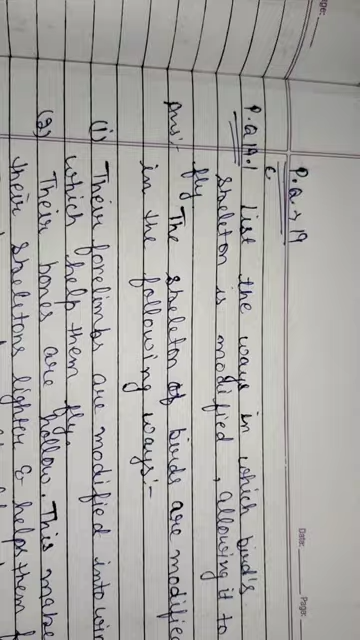 Date:
Page:
P.Q → 19
C.
P.Q 19.1 List the ways in which bird's
skeleton is modified, allowing it to
fly
Ans:- The skeleton of birds are modified
in the following ways:-
(i) Their forelimbs are modified into
which help them fly.
(2) Their bones are hollow. This make
their skeletons lighter & helps them